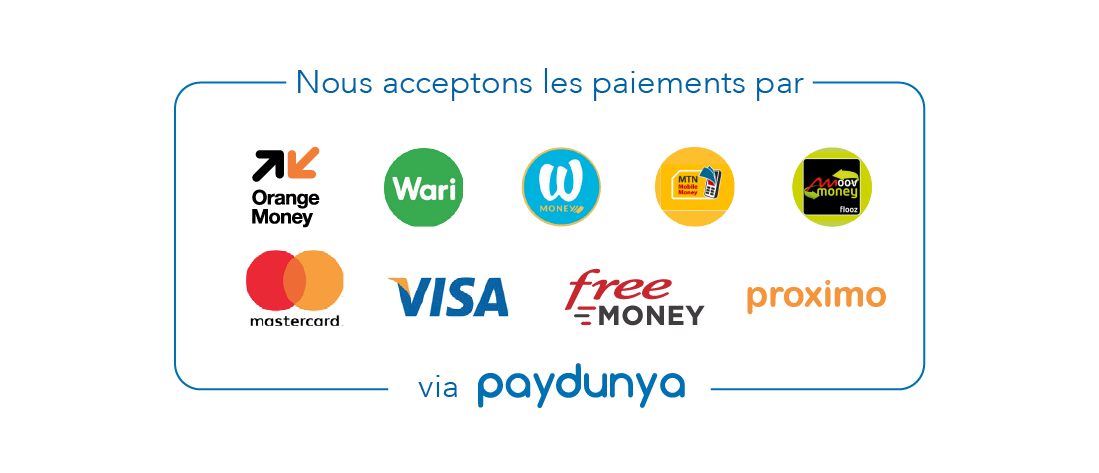 Nous acceptons les paiements par
Orange
Money
Wari
W
MONEY
MTN
Mobile
Money
moov
money
flooz
mastercard.
VISA
free
MONEY
proximo
via paydunya